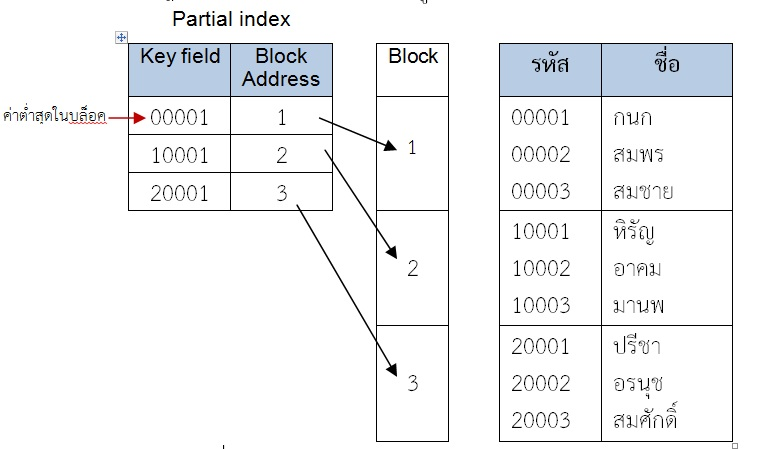 Partial index
Key field Block Address Block รหัส ชื่อ
ค่าต่ำสุดในบล็อค 00001 1 1 00001 กนก
10001 2 00002 สมพร
20001 3 00003 สมชาย
2 10001 หิรัญ
10002 อาคม
10003 มานพ
3 20001 ปรีชา
20002 อรนุช
20003 สมศักดิ์